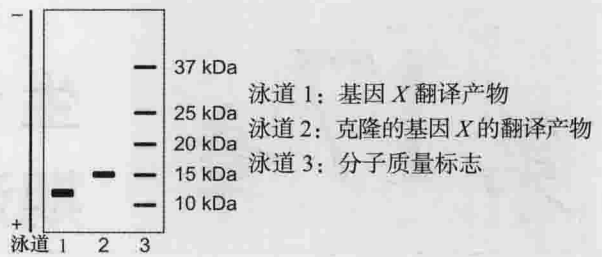 −
37 kDa
25 kDa
20 kDa
15 kDa
10 kDa
+
泳道 1 2 3
泳道 1：基因 X 翻译产物
泳道 2：克隆的基因 X 的翻译产物
泳道 3：分子质量标志